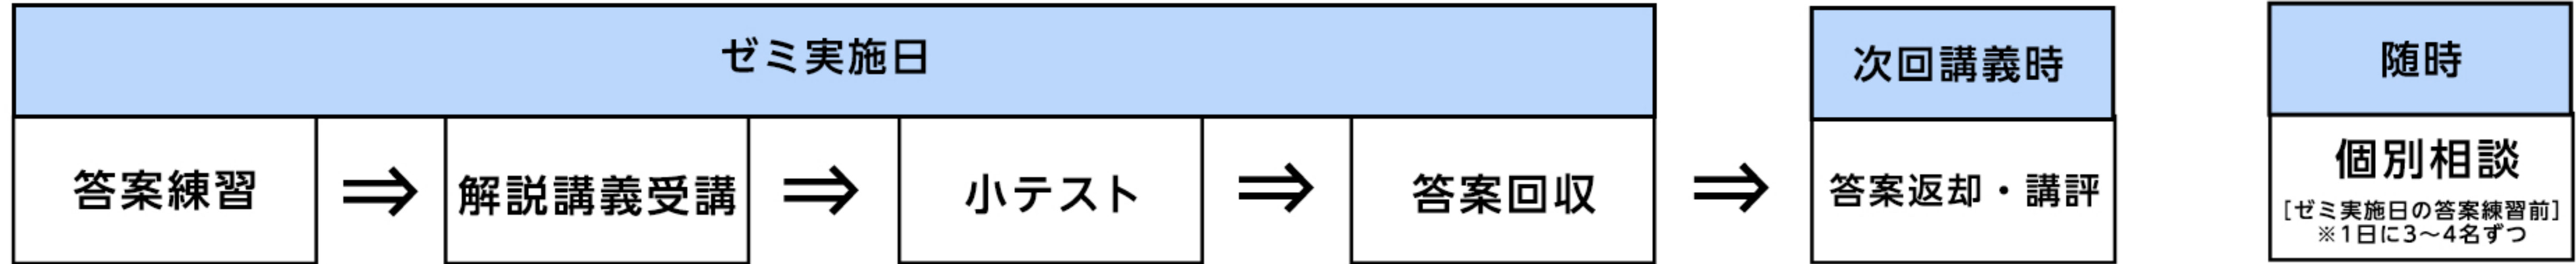 ゼミ実施日
次回講義時
随時
答案練習
⇒
解説講義受講
⇒
小テスト
⇒
答案回収
⇒
答案返却・講評
個別相談
[ゼミ実施日の答案練習前]
※1日に3～4名ずつ